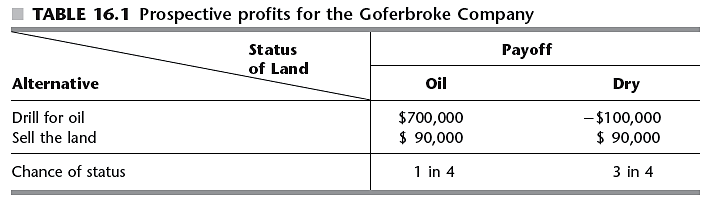 TABLE 16.1 Prospective profits for the Goferbroke Company
Status of Land
Payoff
Alternative
Oil
Dry
Drill for oil $700,000 −$100,000
Sell the land $ 90,000 $ 90,000
Chance of status 1 in 4 3 in 4